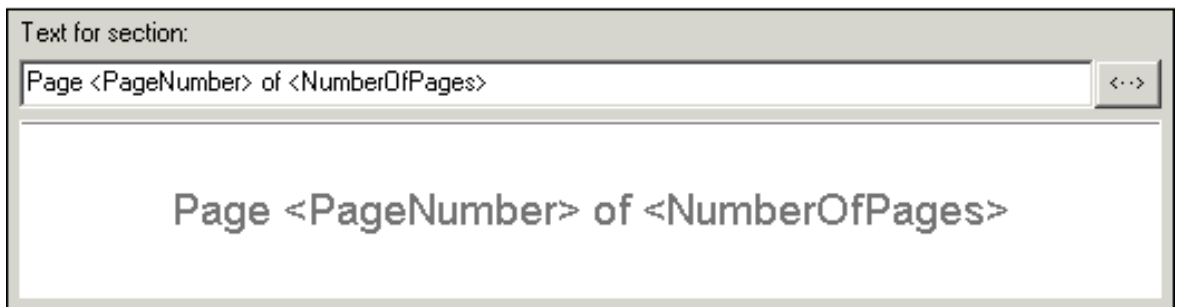 Text for section:
Page <PageNumber> of <NumberOfPages>
<··>
Page <PageNumber> of <NumberOfPages>